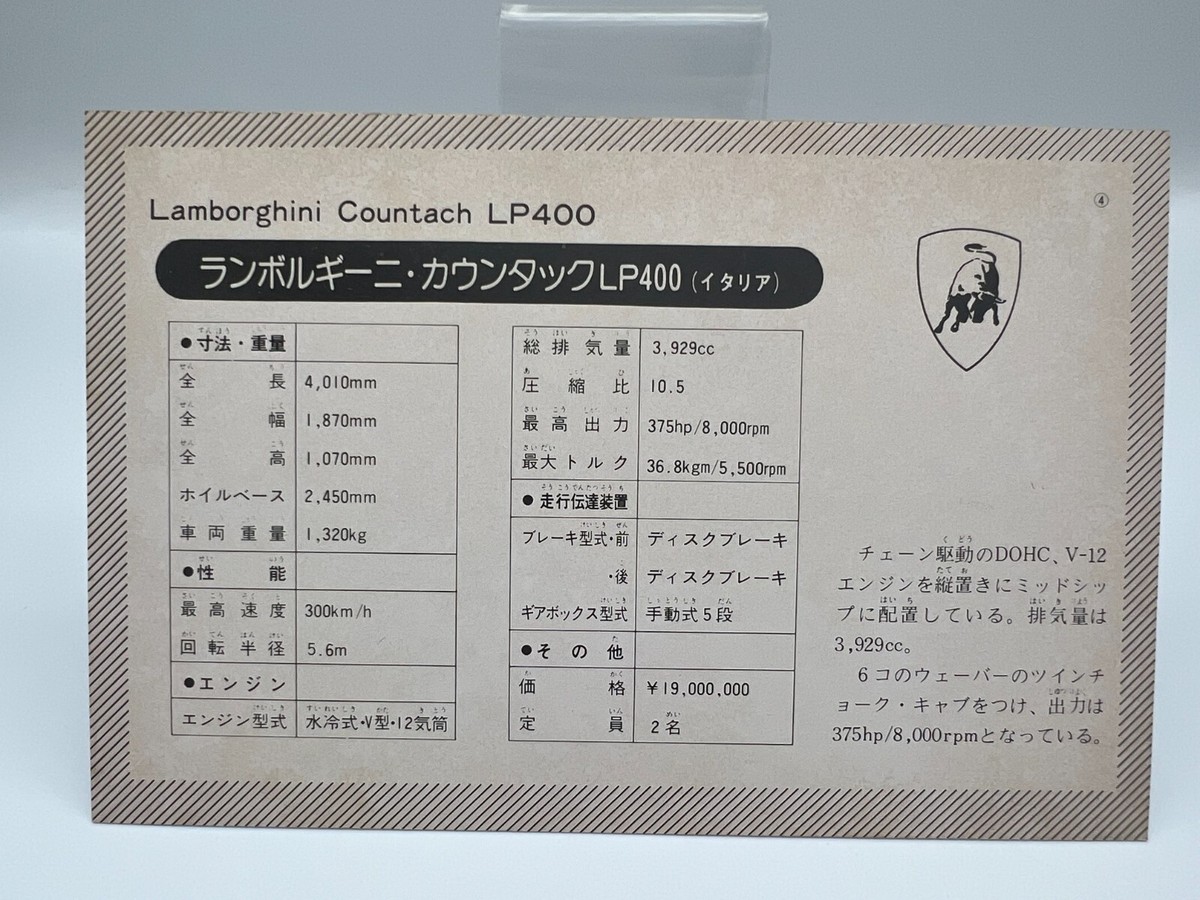 Lamborghini Countach LP400
④
ランボルギーニ・カウンタックLP400(イタリア)
●寸法・重量
全長 4,010mm
全幅 1,870mm
全高 1,070mm
ホイルベース 2,450mm
車両重量 1,320kg
●性能
最高速度 300km/h
回転半径 5.6m
●エンジン
エンジン型式 水冷式・V型・12気筒
総排気量 3,929cc
圧縮比 10.5
最高出力 375hp/8,000rpm
最大トルク 36.8kgm/5,500rpm
●走行伝達装置
ブレーキ型式・前 ディスクブレーキ
・後 ディスクブレーキ
ギアボックス型式 手動式5段
●その他
価格 ¥19,000,000
定員 2名
チェーン駆動のDOHC、V-12
エンジンを縦置きにミッドシッ
プに配置している。排気量は
3,929cc。
6コのウェーバーのツインチ
ョーク・キャブをつけ、出力は
375hp/8,000rpmとなっている。